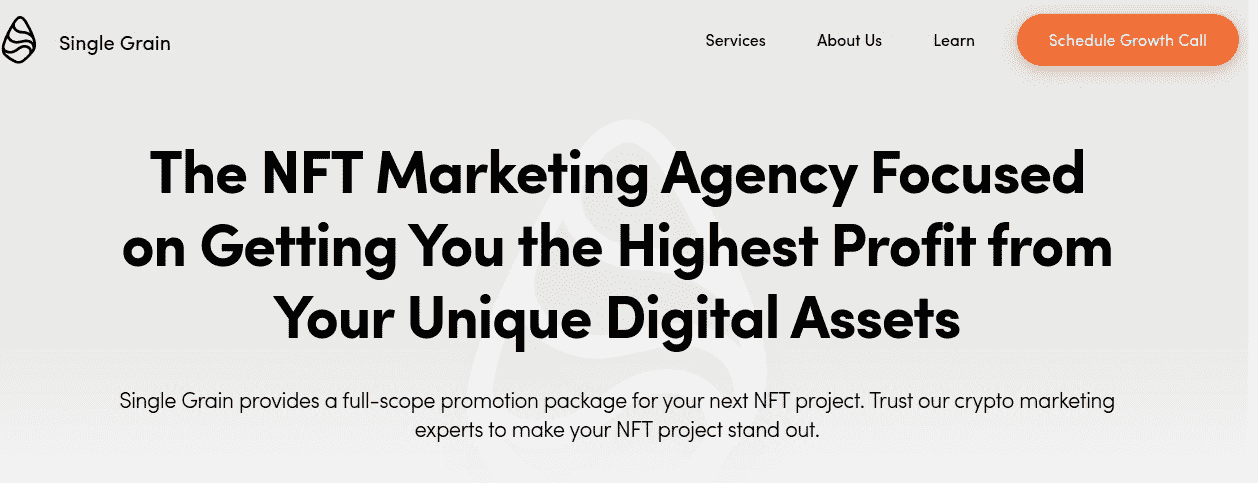 Single Grain
Services
About Us
Learn
Schedule Growth Call
The NFT Marketing Agency Focused
on Getting You the Highest Profit from
Your Unique Digital Assets
Single Grain provides a full-scope promotion package for your next NFT project. Trust our crypto marketing
experts to make your NFT project stand out.